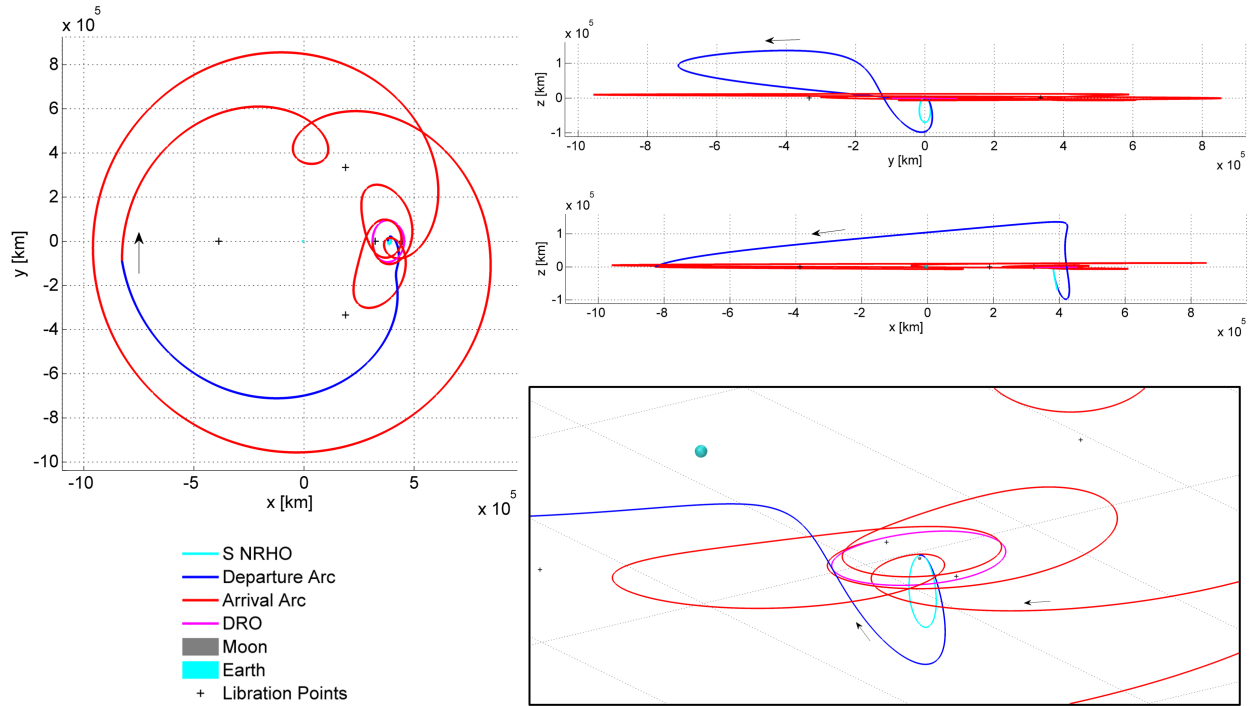 x 10^5
8
6
4
2
0
-2
-4
-6
-8
-10
y [km]
-10 -5 0 5
x [km]
x 10^5
S NRHO
Departure Arc
Arrival Arc
DRO
Moon
Earth
Libration Points
x 10^5
1
0
-1
z [km]
-10 -8 -6 -4 -2 0 2 4 6 8
y [km]
x 10^5
x 10^5
1
0
-1
z [km]
-10 -8 -6 -4 -2 0 2 4 6 8
x [km]
x 10^5